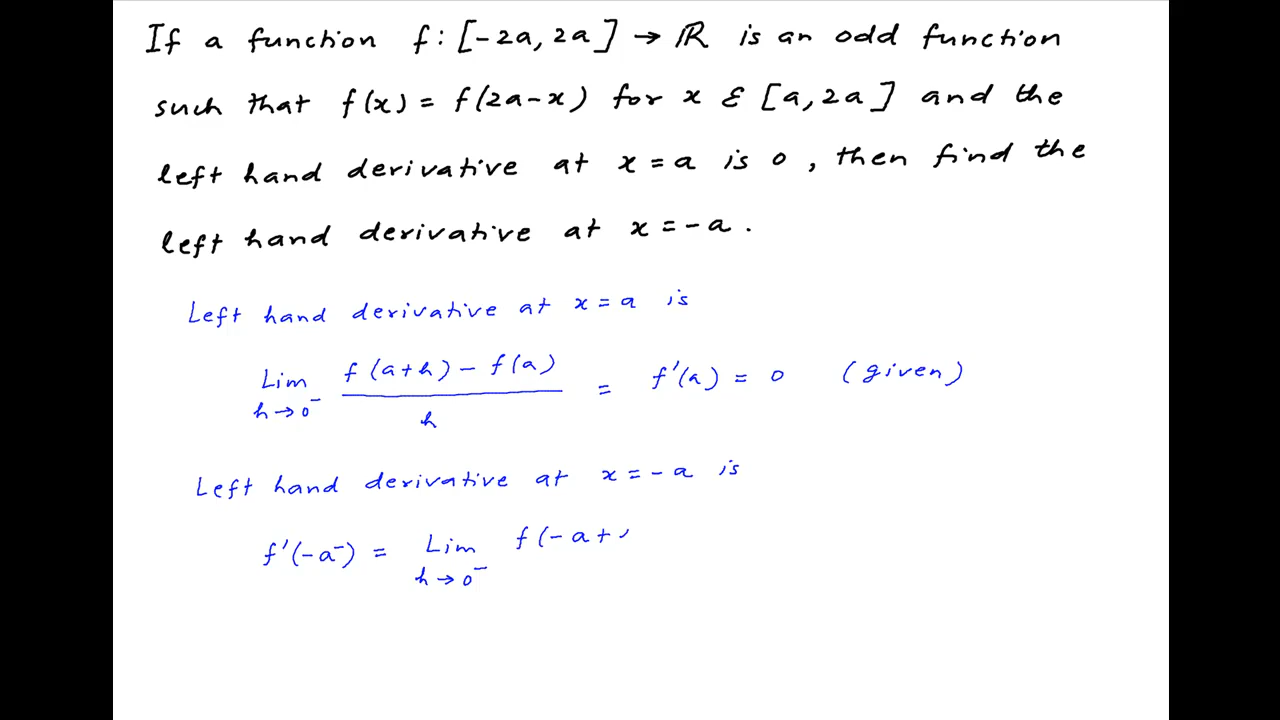 If a function f : [-2a, 2a] → ℝ is an odd function
such that f(x) = f(2a-x) for x ε [a, 2a] and the
left hand derivative at x = a is 0, then find the
left hand derivative at x = -a.
Left hand derivative at x = a is
Lim h→0⁻ f(a+h) - f(a) / h = f'(a) = 0 (given)
Left hand derivative at x = -a is
f'(-a⁻) = Lim h→0⁻ f(-a+